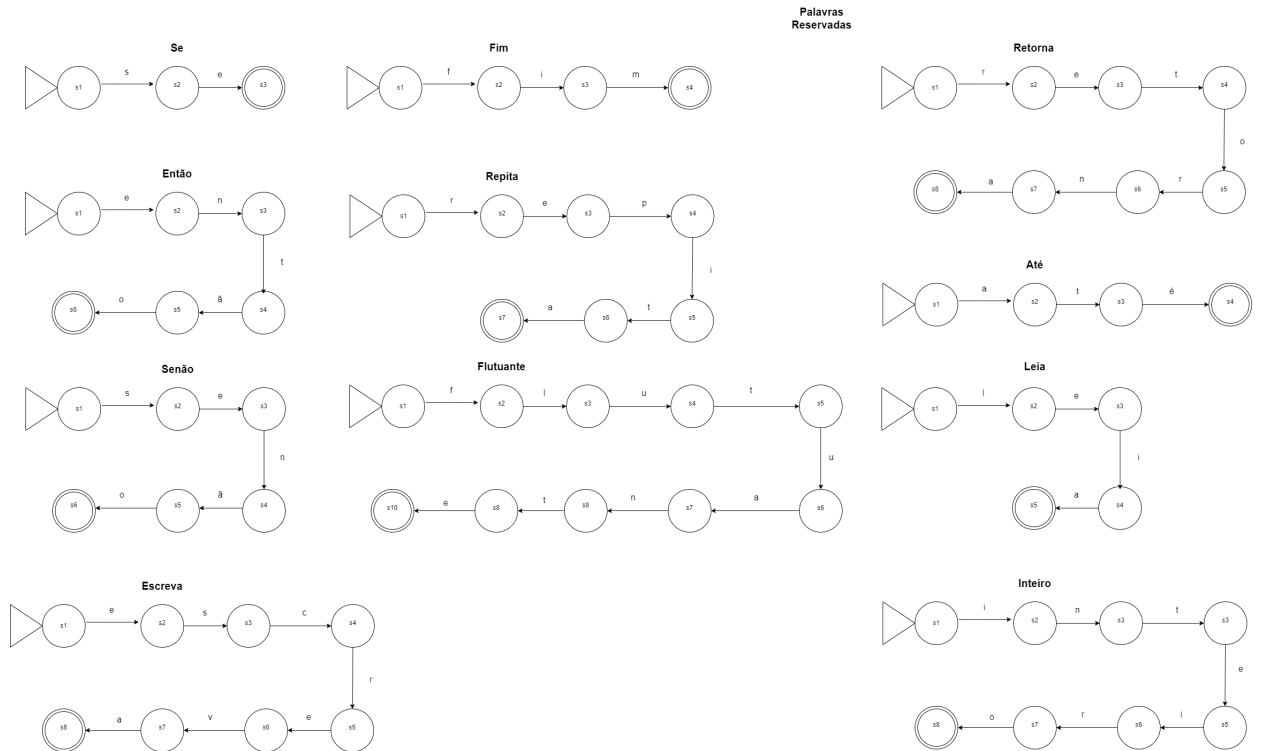 Palavras
Reservadas
Se
s1 s s2 e s3
Fim
s1 f s2 i s3 m s4
Retorna
s1 r s2 e s3 t s4
o
s8 a s7 n s6 r s5
Então
s1 e s2 n s3
t
s6 o s5 ã s4
Repita
s1 r s2 e s3 p s4
i
s7 a s6 t s5
Até
s1 a s2 t s3 é s4
Senão
s1 s s2 e s3
n
s6 o s5 ã s4
Flutuante
s1 f s2 l s3 u s4 t s5
u
s10 e s8 t s8 n s7 a s6
Leia
s1 l s2 e s3
i
s5 a s4
Escreva
s1 e s2 s s3 c s4
r
s8 a s7 v s6 e s5
Inteiro
s1 i s2 n s3 t s3
e
s8 o s7 r s6 i s5